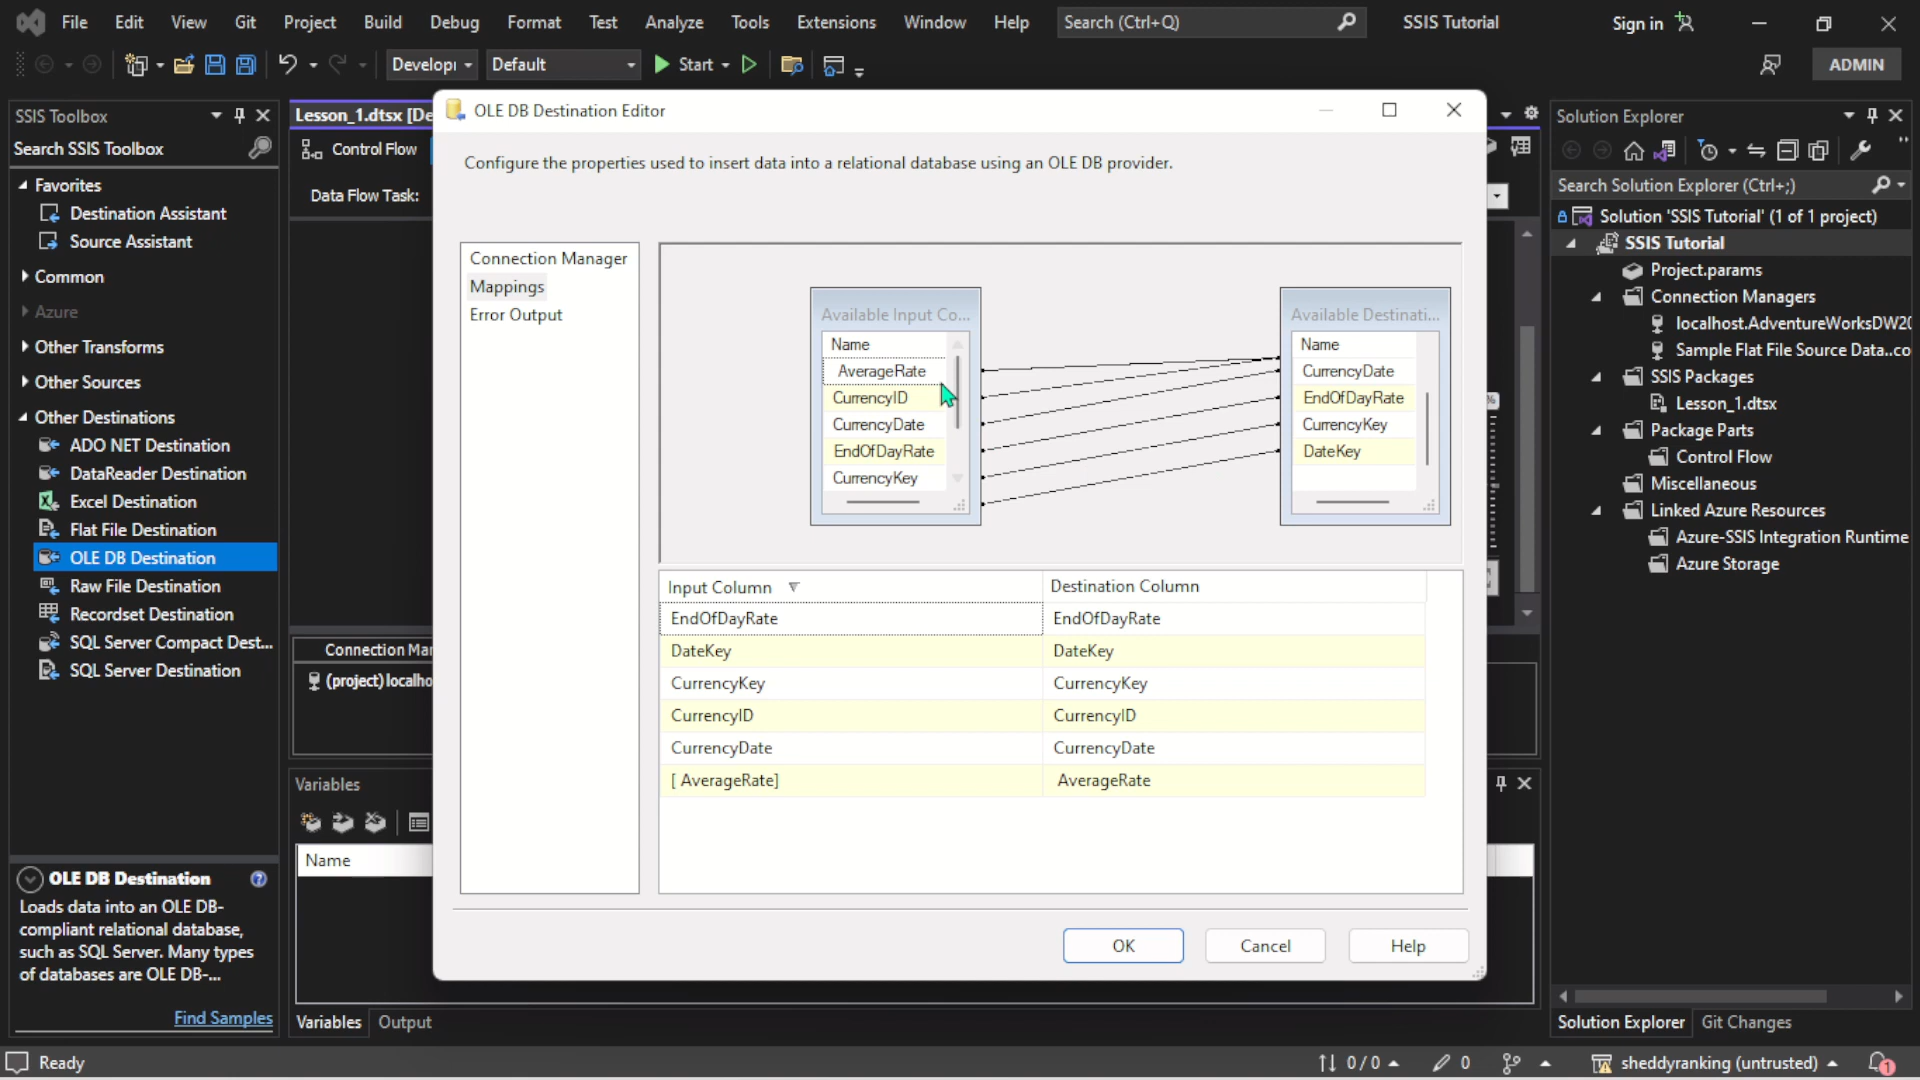 File Edit View Git Project Build Debug Format Test Analyze Tools Extensions Window Help Search (Ctrl+Q) SSIS Tutorial Sign in
Default Start ADMIN
SSIS Toolbox
Search SSIS Toolbox
Favorites
Destination Assistant
Source Assistant
Common
Azure
Other Transforms
Other Sources
Other Destinations
ADO NET Destination
DataReader Destination
Excel Destination
Flat File Destination
OLE DB Destination
Raw File Destination
Recordset Destination
SQL Server Compact Dest...
SQL Server Destination
OLE DB Destination
Loads data into an OLE DB-
compliant relational database,
such as SQL Server. Many types
of databases are OLE DB-...
Find Samples
Lesson_1.dtsx [De
Control Flow
Data Flow Task:
Connection Mar
(project) localho
Variables
Name
Variables Output
OLE DB Destination Editor
Configure the properties used to insert data into a relational database using an OLE DB provider.
Connection Manager
Mappings
Error Output
Available Input Co...
Name
AverageRate
CurrencyID
CurrencyDate
EndOfDayRate
CurrencyKey
Available Destinati...
Name
CurrencyDate
EndOfDayRate
CurrencyKey
DateKey
Input Column Destination Column
EndOfDayRate EndOfDayRate
DateKey DateKey
CurrencyKey CurrencyKey
CurrencyID CurrencyID
CurrencyDate CurrencyDate
[ AverageRate] AverageRate
OK Cancel Help
Solution Explorer
Search Solution Explorer (Ctrl+;)
Solution 'SSIS Tutorial' (1 of 1 project)
SSIS Tutorial
Project.params
Connection Managers
localhost.AdventureWorksDW20
Sample Flat File Source Data..co
SSIS Packages
Lesson_1.dtsx
Package Parts
Control Flow
Miscellaneous
Linked Azure Resources
Azure-SSIS Integration Runtime
Azure Storage
Solution Explorer Git Changes
Ready 0 / 0 0 sheddyranking (untrusted) 1